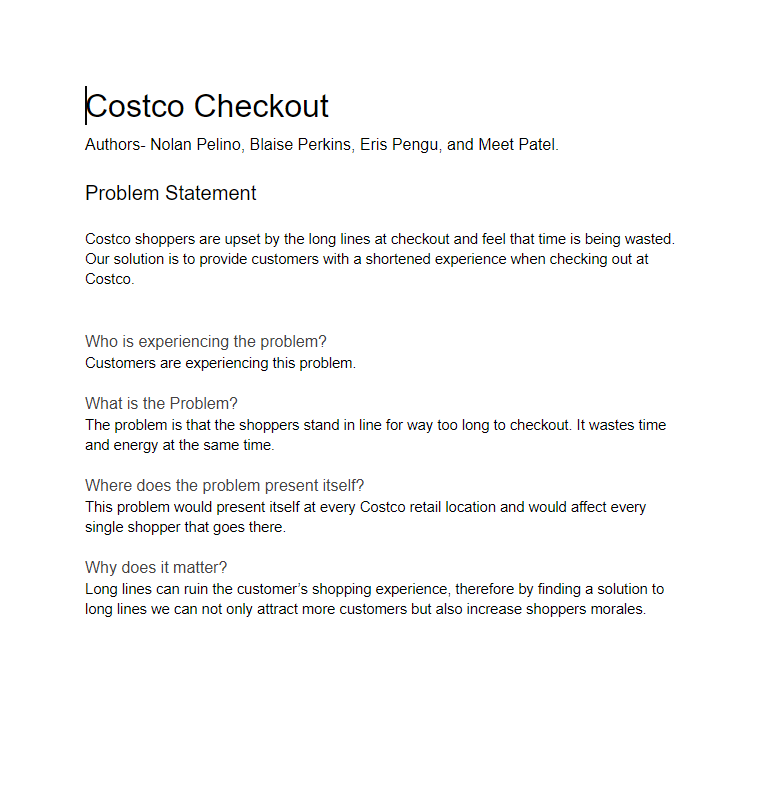 Costco Checkout
Authors- Nolan Pelino, Blaise Perkins, Eris Pengu, and Meet Patel.
Problem Statement
Costco shoppers are upset by the long lines at checkout and feel that time is being wasted.
Our solution is to provide customers with a shortened experience when checking out at
Costco.
Who is experiencing the problem?
Customers are experiencing this problem.
What is the Problem?
The problem is that the shoppers stand in line for way too long to checkout. It wastes time
and energy at the same time.
Where does the problem present itself?
This problem would present itself at every Costco retail location and would affect every
single shopper that goes there.
Why does it matter?
Long lines can ruin the customer’s shopping experience, therefore by finding a solution to
long lines we can not only attract more customers but also increase shoppers morales.